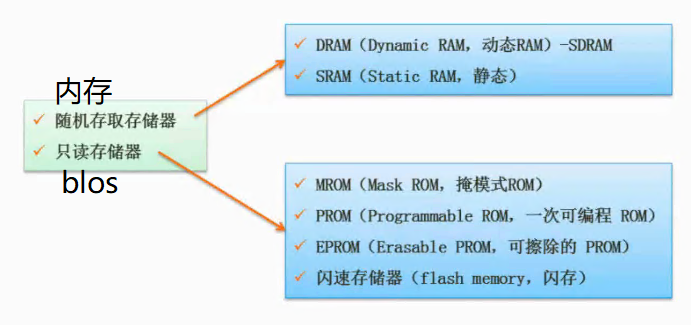 内存
✓ 随机存取存储器
✓ 只读存储器
blos
✓ DRAM（Dynamic RAM，动态RAM）-SDRAM
✓ SRAM（Static RAM，静态）
✓ MROM（Mask ROM，掩模式ROM）
✓ PROM（Programmable ROM，一次可编程 ROM）
✓ EPROM（Erasable PROM，可擦除的 PROM）
✓ 闪速存储器（flash memory，闪存）